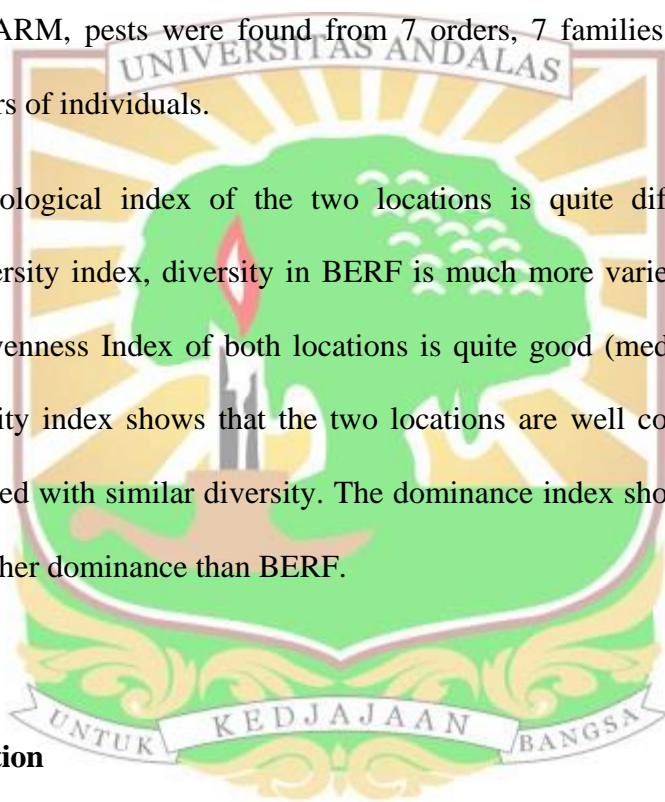 ARM, pests were found from 7 orders, 7 families
UNIVERSITAS ANDALAS
rs of individuals.
ological index of the two locations is quite dif
ersity index, diversity in BERF is much more varie
venness Index of both locations is quite good (med
ity index shows that the two locations are well co
ed with similar diversity. The dominance index sho
her dominance than BERF.
UNTUK KEDJAJAAN BANGSA
tion